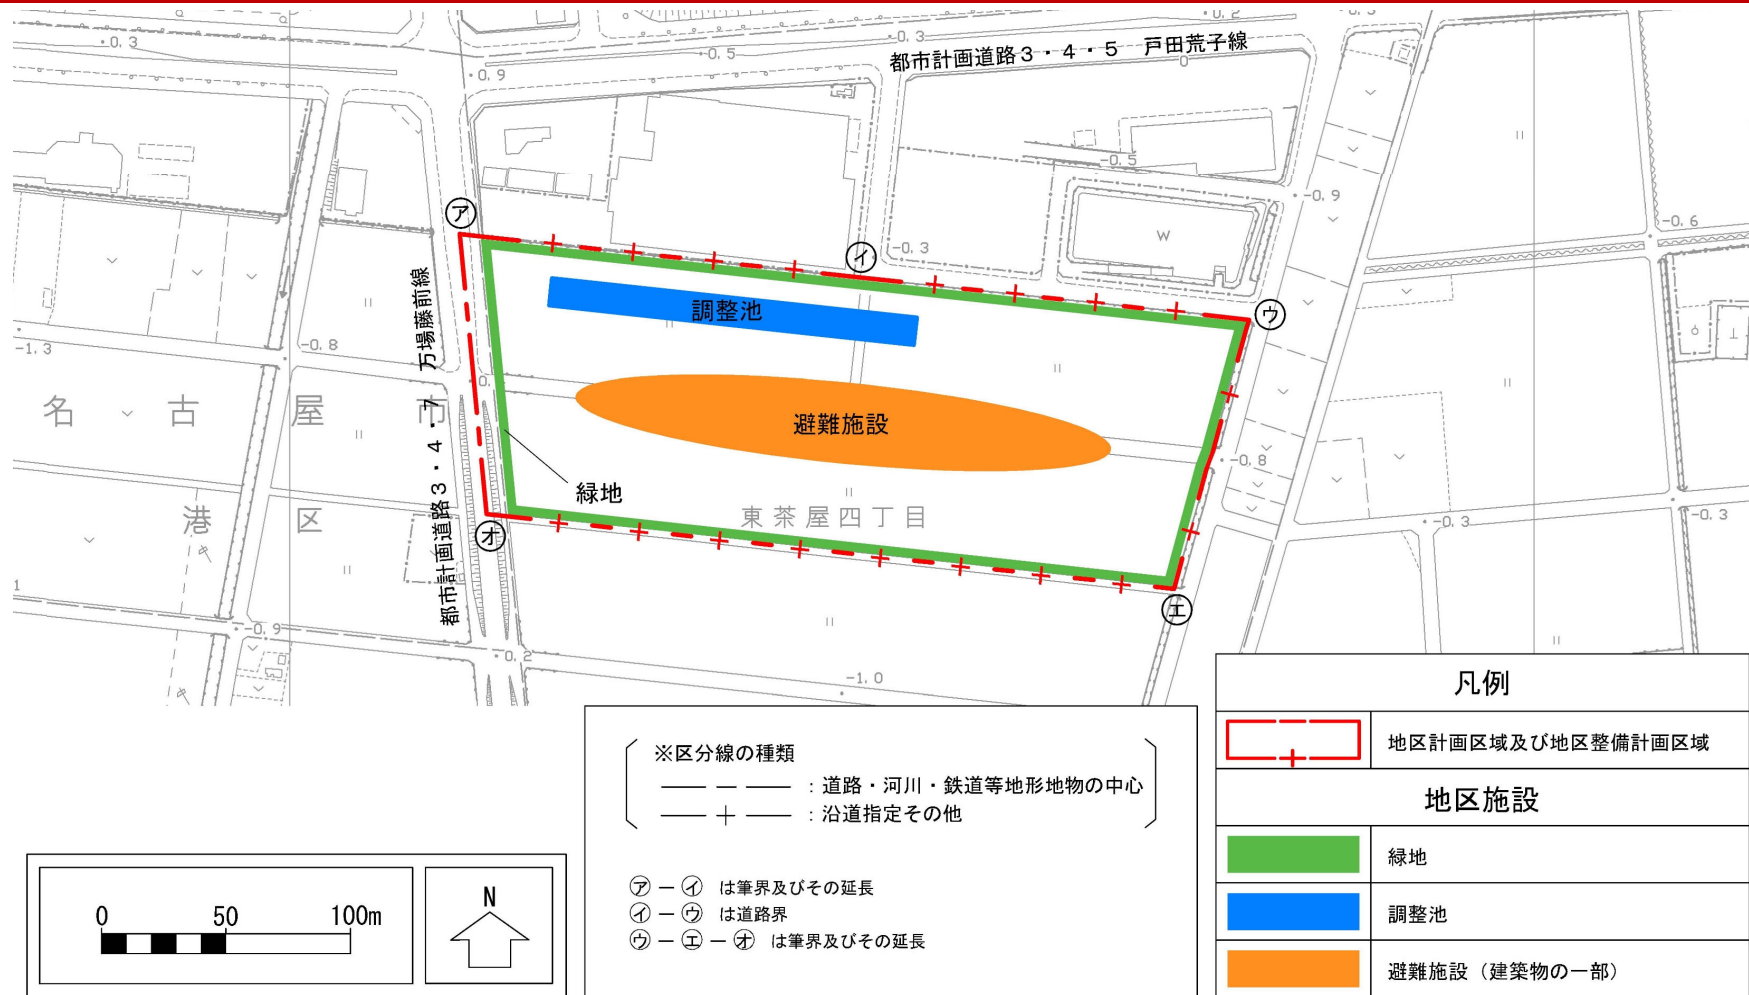 -0.3
-0.5
-0.3
-0.2
-0.3
都市計画道路3・4・5 戸田荒子線
-0.9
-0.5
-0.9
-0.6
W
ア
イ
-0.3
ウ
調整池
都市計画道路3・4・7 万場藤前線
-1.3
-0.8
名古屋市
避難施設
-0.8
緑地
港区
東茶屋四丁目
-0.3
-0.3
オ
エ
-0.9
0.2
-1.0
凡例
地区計画区域及び地区整備計画区域
地区施設
緑地
調整池
避難施設(建築物の一部)
※区分線の種類
:道路・河川・鉄道等地形地物の中心
:沿道指定その他
ア-イ は筆界及びその延長
イ-ウ は道路界
ウ-エ-オ は筆界及びその延長
0 50 100m
N